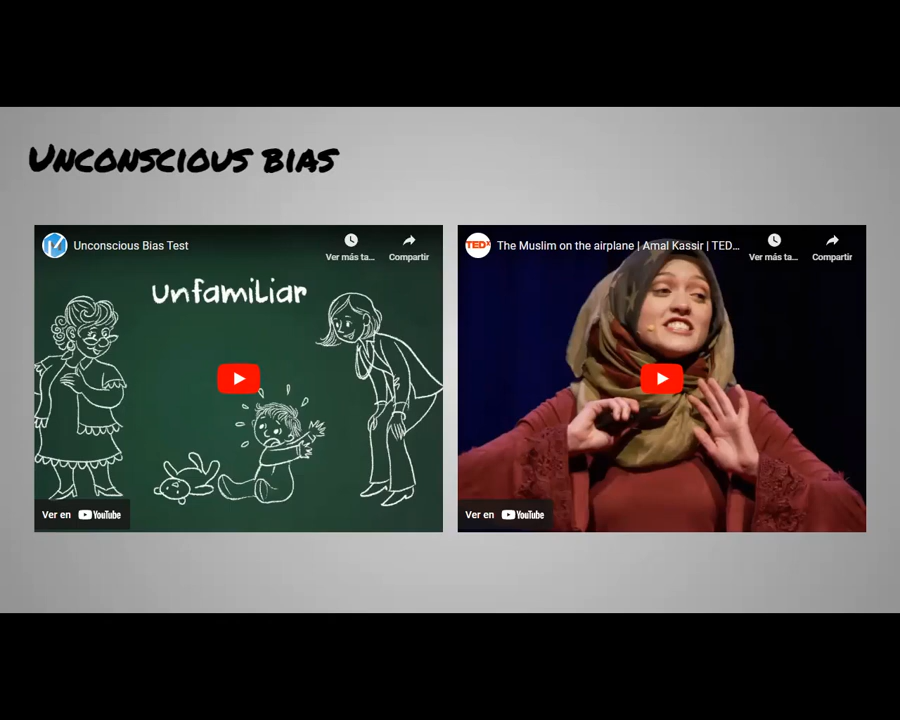 Unconscious bias
Unconscious Bias Test
Ver más ta...
Compartir
unfamiliar
Ver en YouTube
TEDx
The Muslim on the airplane | Amal Kassir | TED...
Ver más ta...
Compartir
Ver en YouTube